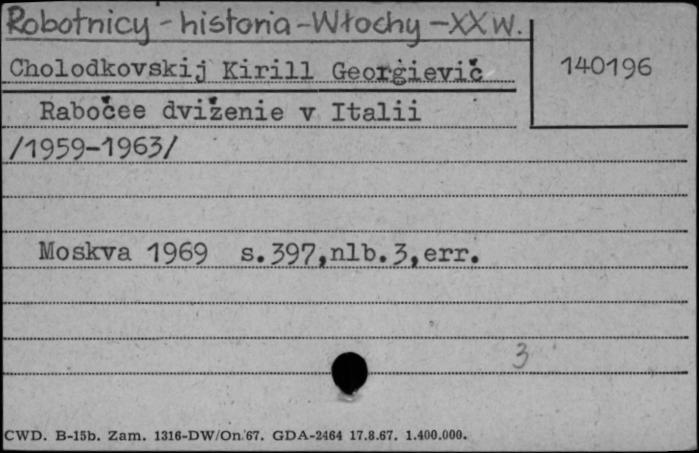 Robotnicy - historia - Włochy - XX w.
140196
Cholodkovskij Kirill Georgievič
Rabočee dviženie v Italii
/1959-1963/
Moskva 1969 s.397,nlb.3,err.
3
CWD. B-15b. Zam. 1316-DW/On.67. GDA-2464 17.8.67. 1.400.000.